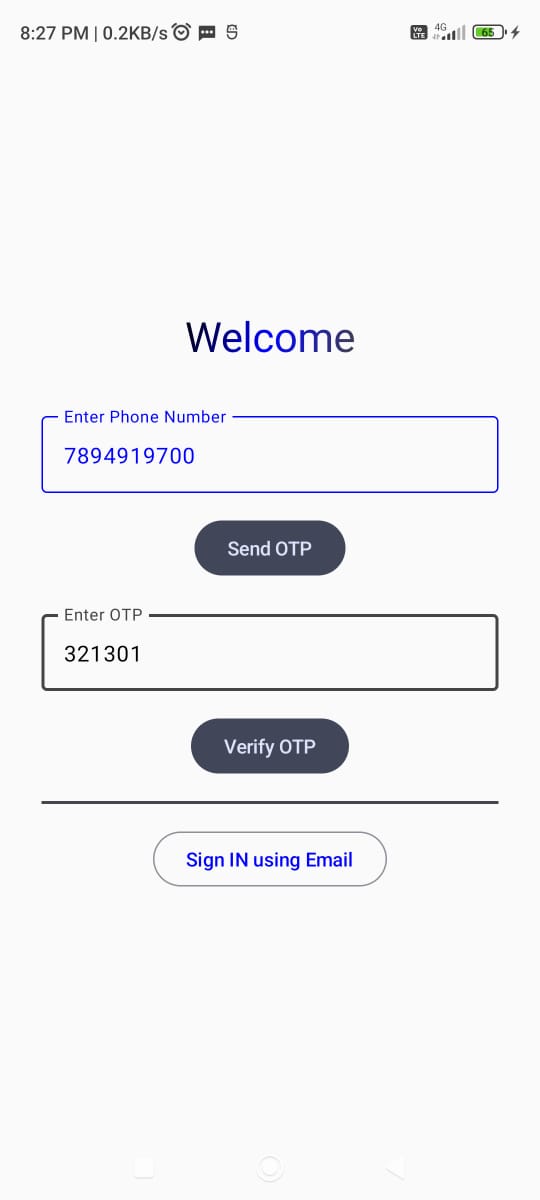 8:27 PM | 0.2KB/s
Vo LTE 4G 65
Welcome
Enter Phone Number
7894919700
Send OTP
Enter OTP
321301
Verify OTP
Sign IN using Email